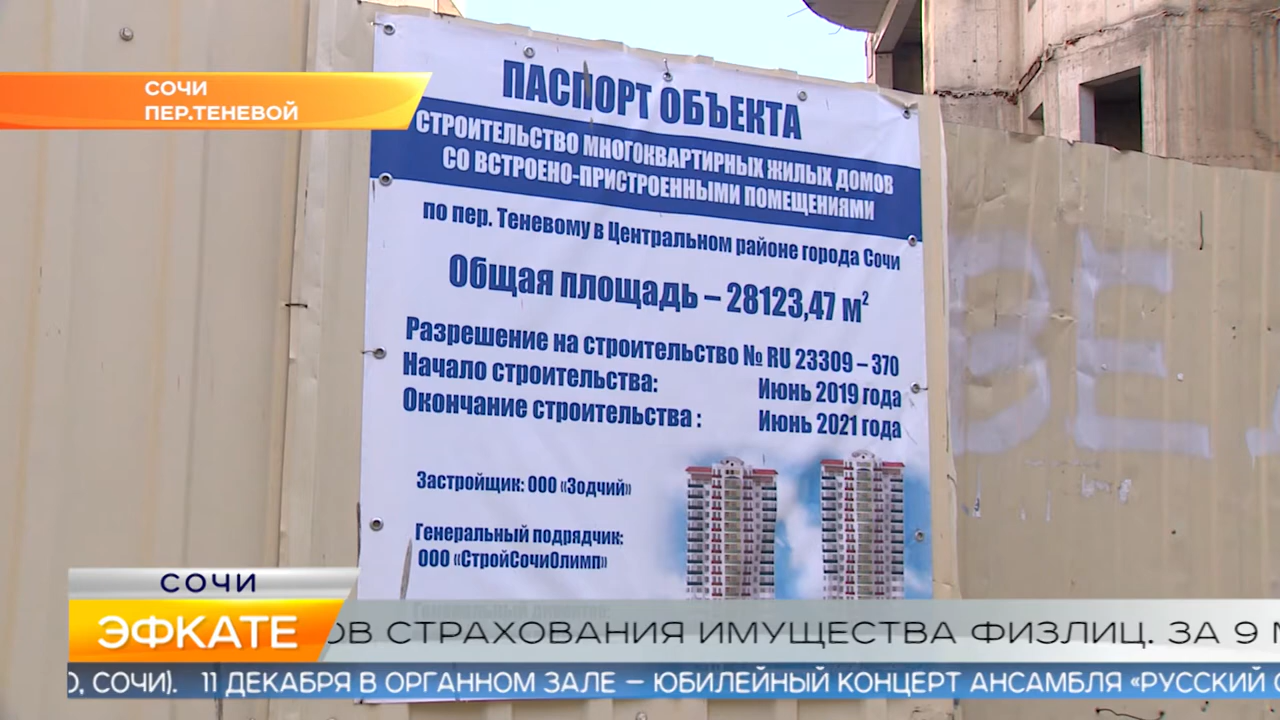 СОЧИ
ПЕР.ТЕНЕВОЙ
ПАСПОРТ ОБЪЕКТА
СТРОИТЕЛЬСТВО МНОГОКВАРТИРНЫХ ЖИЛЫХ ДОМОВ
СО ВСТРОЕНО-ПРИСТРОЕННЫМИ ПОМЕЩЕНИЯМИ
по пер. Теневому в Центральном районе города Сочи
Общая площадь – 28123,47 м²
Разрешение на строительство № RU 23309 – 370
Начало строительства: Июнь 2019 года
Окончание строительства : Июнь 2021 года
Застройщик: ООО «Зодчий»
Генеральный подрядчик:
ООО «СтройСочиОлимп»
ВЕ
СОЧИ
ЭФКАТЕ
ОВ СТРАХОВАНИЯ ИМУЩЕСТВА ФИЗЛИЦ. ЗА 9
О, СОЧИ). 11 ДЕКАБРЯ В ОРГАННОМ ЗАЛЕ – ЮБИЛЕЙНЫЙ КОНЦЕРТ АНСАМБЛЯ «РУССКИЙ